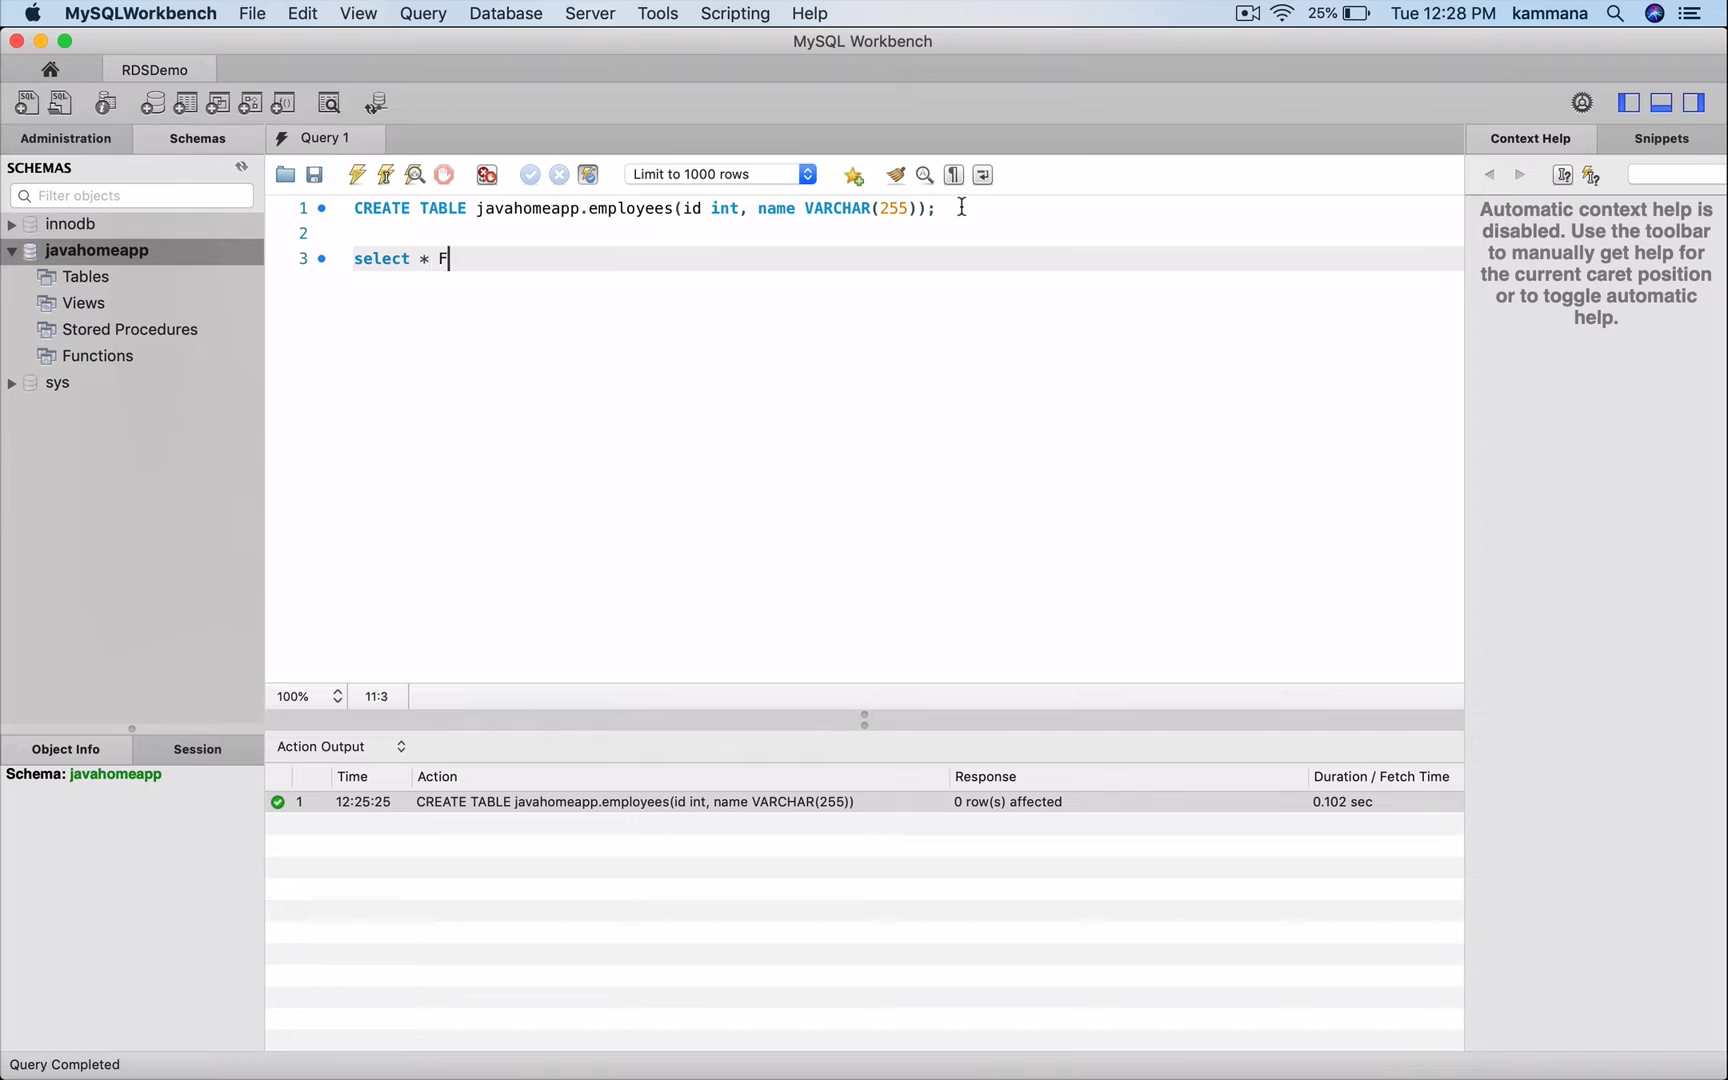 MySQLWorkbench File Edit View Query Database Server Tools Scripting Help 25% Tue 12:28 PM kammana
MySQL Workbench
RDSDemo
Administration Schemas Query 1 Context Help Snippets
SCHEMAS
Limit to 1000 rows
Filter objects
innodb
javahomeapp
Tables
Views
Stored Procedures
Functions
sys
1 CREATE TABLE javahomeapp.employees(id int, name VARCHAR(255));
2
3 select * F
Automatic context help is
disabled. Use the toolbar
to manually get help for
the current caret position
or to toggle automatic
help.
100% 11:3
Object Info Session
Schema: javahomeapp
Action Output
Time Action Response Duration / Fetch Time
1 12:25:25 CREATE TABLE javahomeapp.employees(id int, name VARCHAR(255)) 0 row(s) affected 0.102 sec
Query Completed